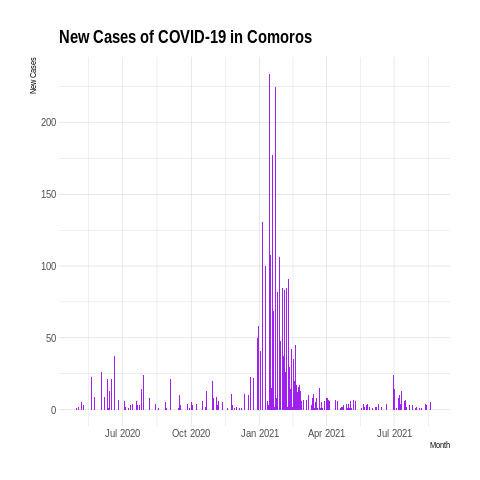 New Cases of COVID-19 in Comoros
New Cases
200
150
100
50
0
Jul 2020
Oct 2020
Jan 2021
Apr 2021
Jul 2021
Month